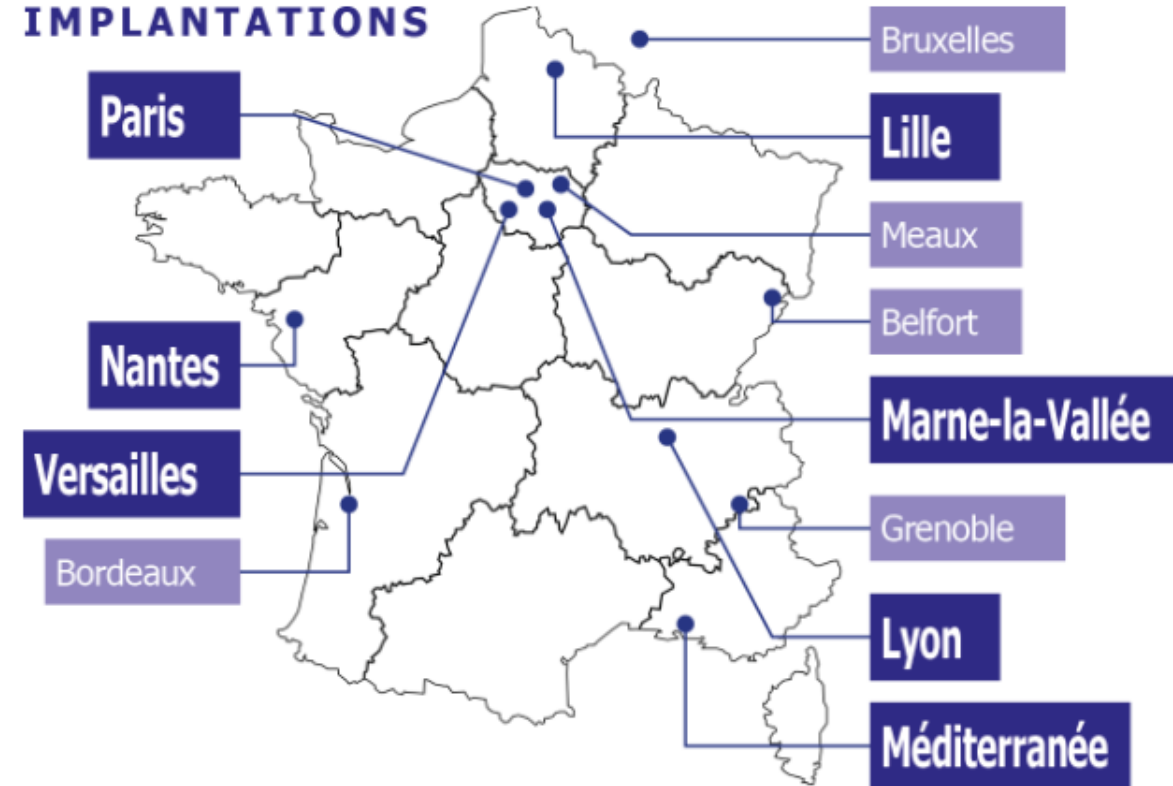 IMPLANTATIONS
Paris
Nantes
Versailles
Bordeaux
Bruxelles
Lille
Meaux
Belfort
Marne-la-Vallée
Grenoble
Lyon
Méditerranée